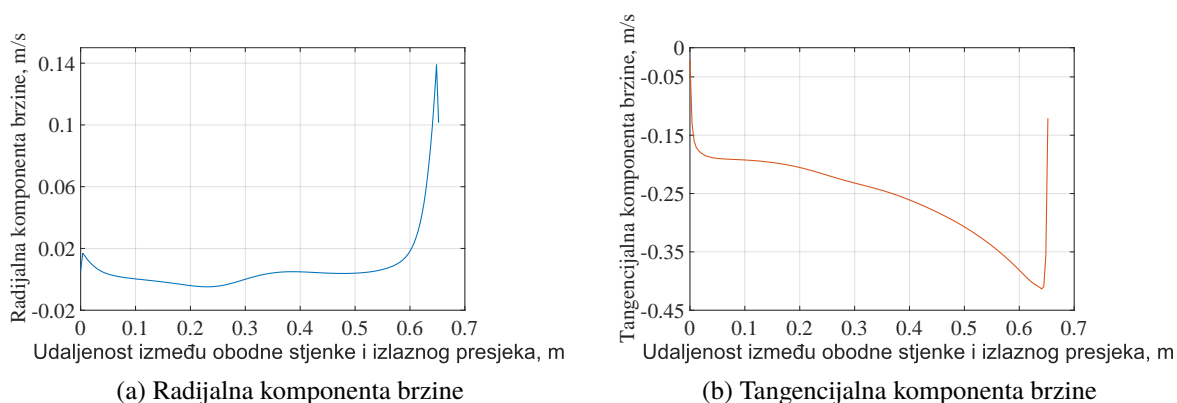 Radijalna komponenta brzine, m/s
0.14
0.1
0.06
0.02
-0.02
0 0.1 0.2 0.3 0.4 0.5 0.6 0.7
Udaljenost između obodne stjenke i izlaznog presjeka, m
(a) Radijalna komponenta brzine
Tangencijalna komponenta brzine, m/s
0
-0.05
-0.15
-0.25
-0.35
-0.45
0 0.1 0.2 0.3 0.4 0.5 0.6 0.7
Udaljenost između obodne stjenke i izlaznog presjeka, m
(b) Tangencijalna komponenta brzine